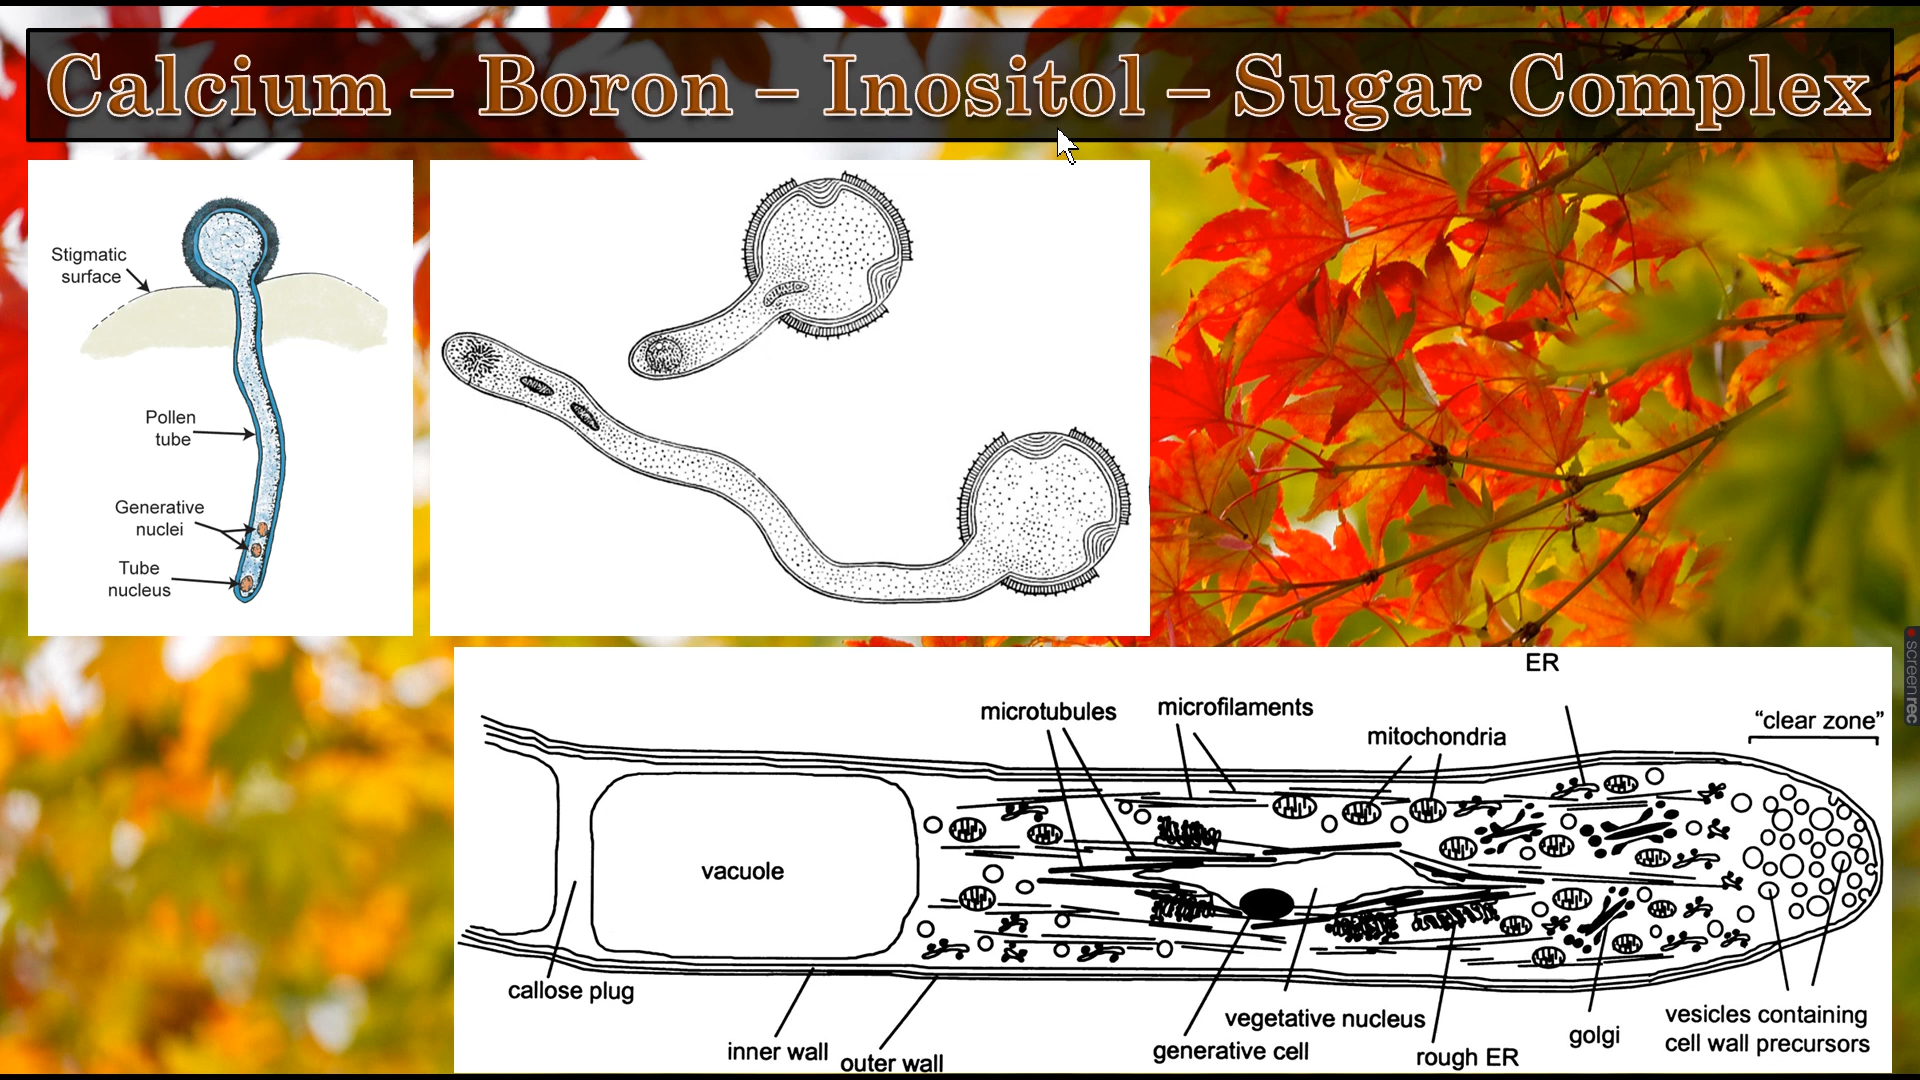 Calcium – Boron – Inositol – Sugar Complex
Stigmatic
surface
Pollen
tube
Generative
nuclei
Tube
nucleus
ER
"clear zone"
microtubules
microfilaments
mitochondria
vacuole
callose plug
inner wall
outer wall
vegetative nucleus
generative cell
rough ER
golgi
vesicles containing
cell wall precursors
screenrec